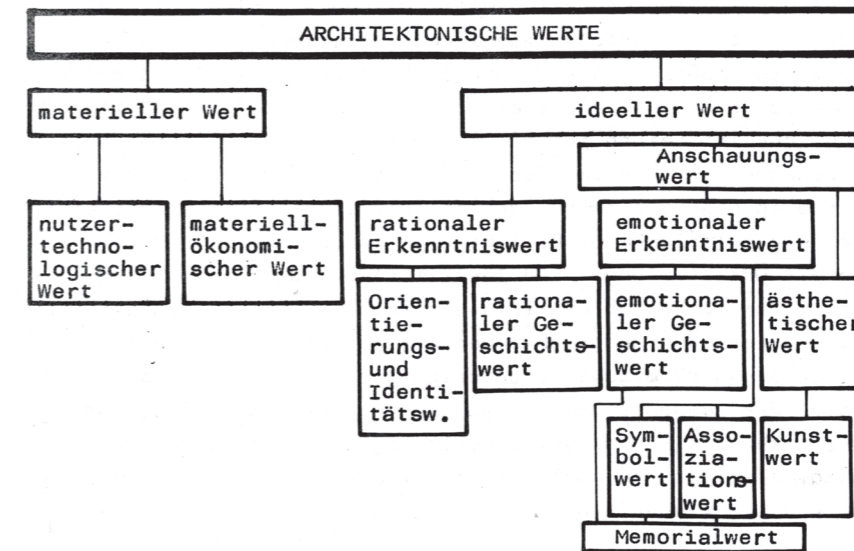 ARCHITEKTONISCHE WERTE
materieller Wert
ideeller Wert
Anschauungs-
wert
nutzer-
techno-
logischer
Wert
materiell-
ökonomi-
scher Wert
rationaler
Erkenntniswert
emotionaler
Erkenntniswert
Orien-
tie-
rungs-
und
Identi-
tätsw.
rationa-
ler Ge-
schichts-
wert
emotiona-
ler Ge-
schichts-
wert
ästhe-
tischer
Wert
Sym-
bol-
wert
Asso-
zia-
tions-
wert
Kunst-
wert
Memorialwert